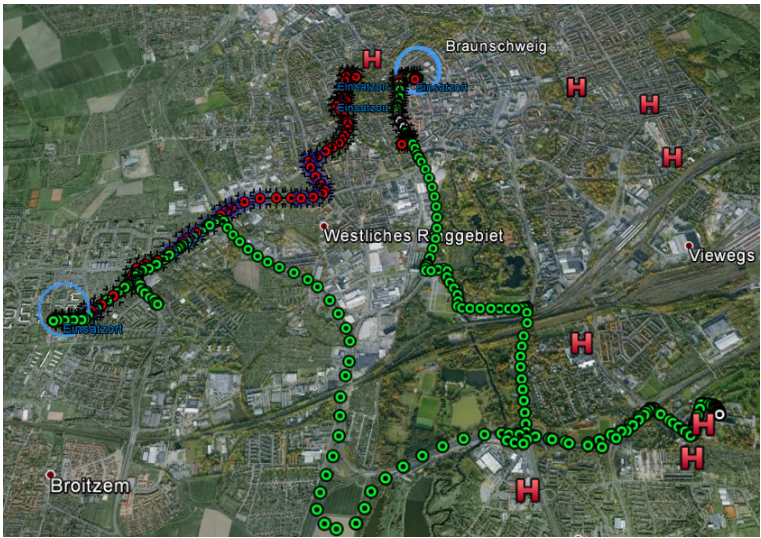 Braunschweig
H
Einsatzort
Einsatzort
H
Einsatzort
H
H
Westliches Ringgebiet
Viewegs
Einsatzort
H
H
Broitzem
H
H